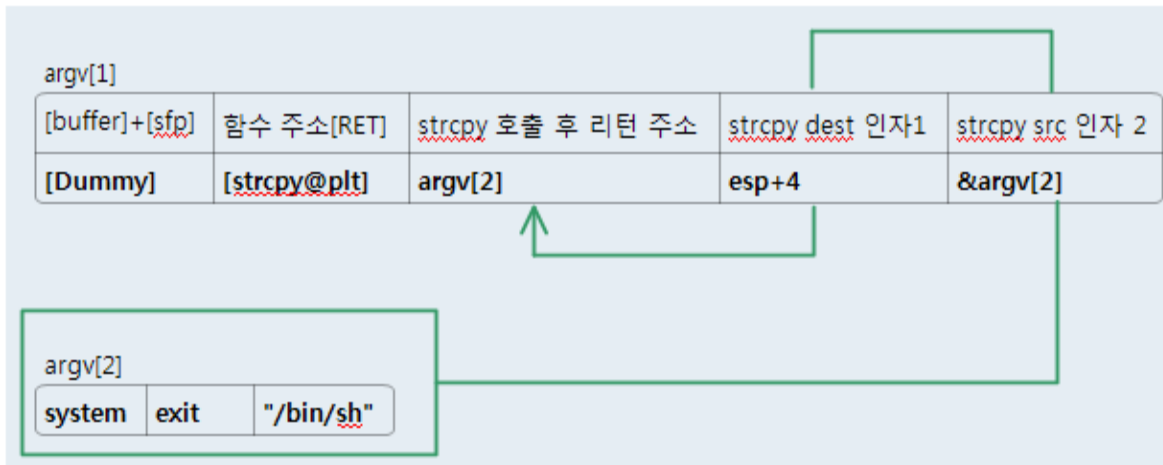 argv[1]
[buffer]+[sfp] 함수 주소[RET] strcpy 호출 후 리턴 주소 strcpy dest 인자1 strcpy src 인자 2
[Dummy] [strcpy@plt] argv[2] esp+4 &argv[2]
argv[2]
system exit "/bin/sh"